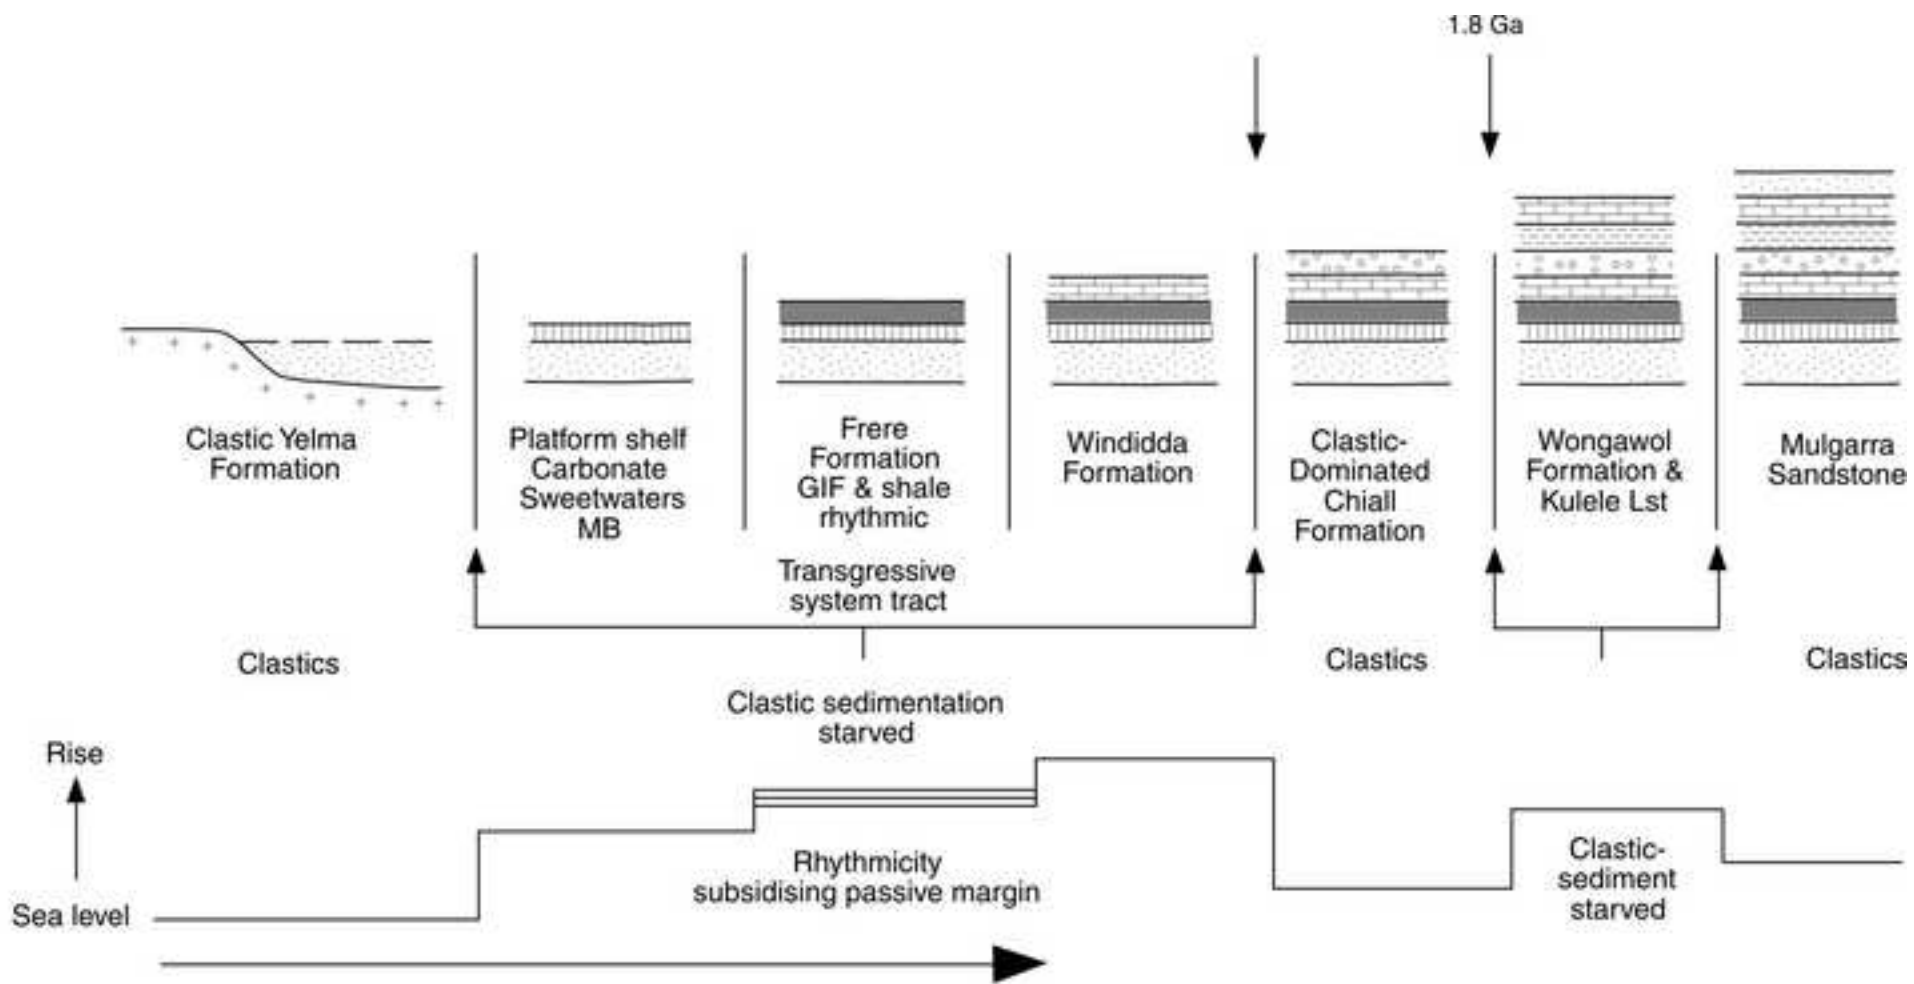 1.8 Ga
Clastic Yelma
Formation
Platform shelf
Carbonate
Sweetwaters
MB
Frere
Formation
GIF & shale
rhythmic
Windidda
Formation
Clastic-
Dominated
Chiall
Formation
Wongawol
Formation &
Kulele Lst
Mulgarra
Sandstone
Transgressive
system tract
Clastics
Clastics
Clastics
Clastic sedimentation
starved
Rise
Sea level
Rhythmicity
subsidising passive margin
Clastic-
sediment
starved